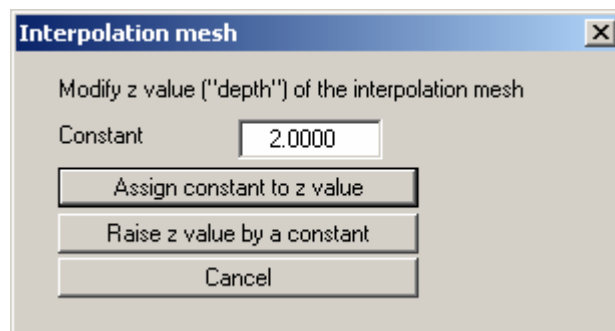 Interpolation mesh
Modify z value ("depth") of the interpolation mesh
Constant 2.0000
Assign constant to z value
Raise z value by a constant
Cancel